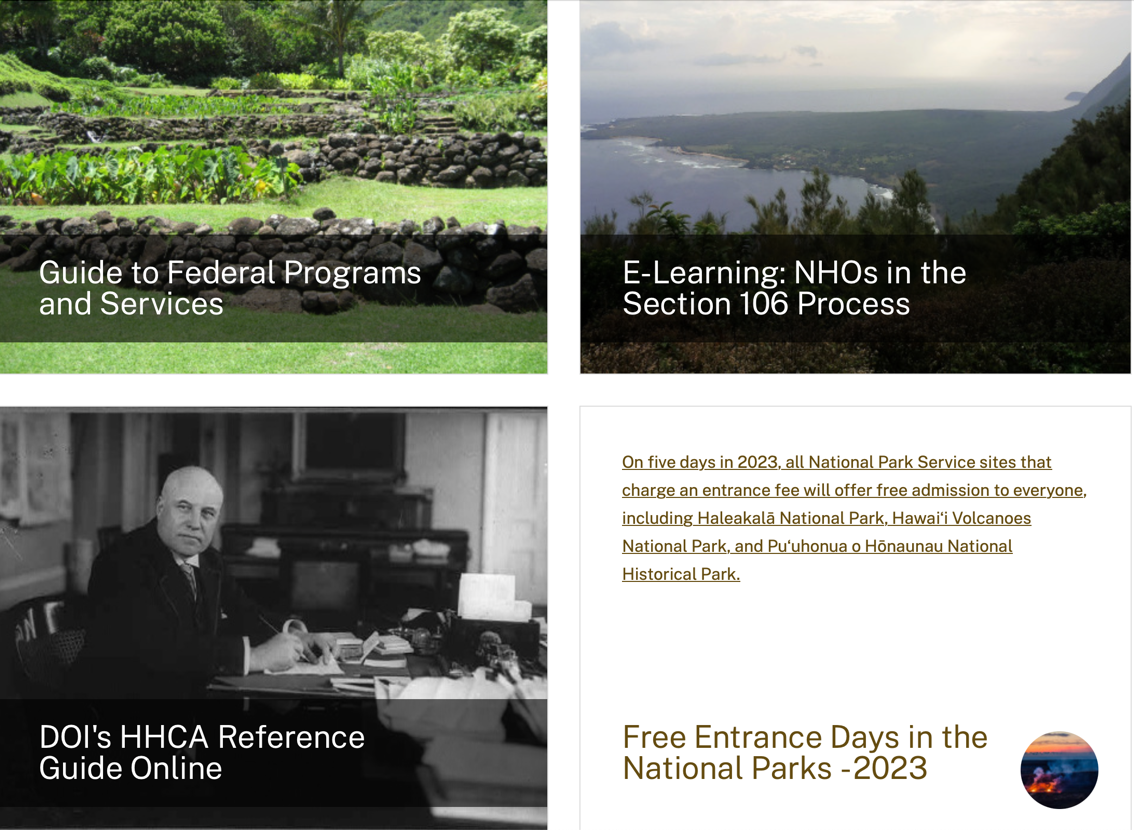 Guide to Federal Programs
and Services
E-Learning: NHOs in the
Section 106 Process
DOI's HHCA Reference
Guide Online
On five days in 2023, all National Park Service sites that
charge an entrance fee will offer free admission to everyone,
including Haleakalā National Park, Hawaiʻi Volcanoes
National Park, and Puʻuhonua o Hōnaunau National
Historical Park.
Free Entrance Days in the
National Parks -2023